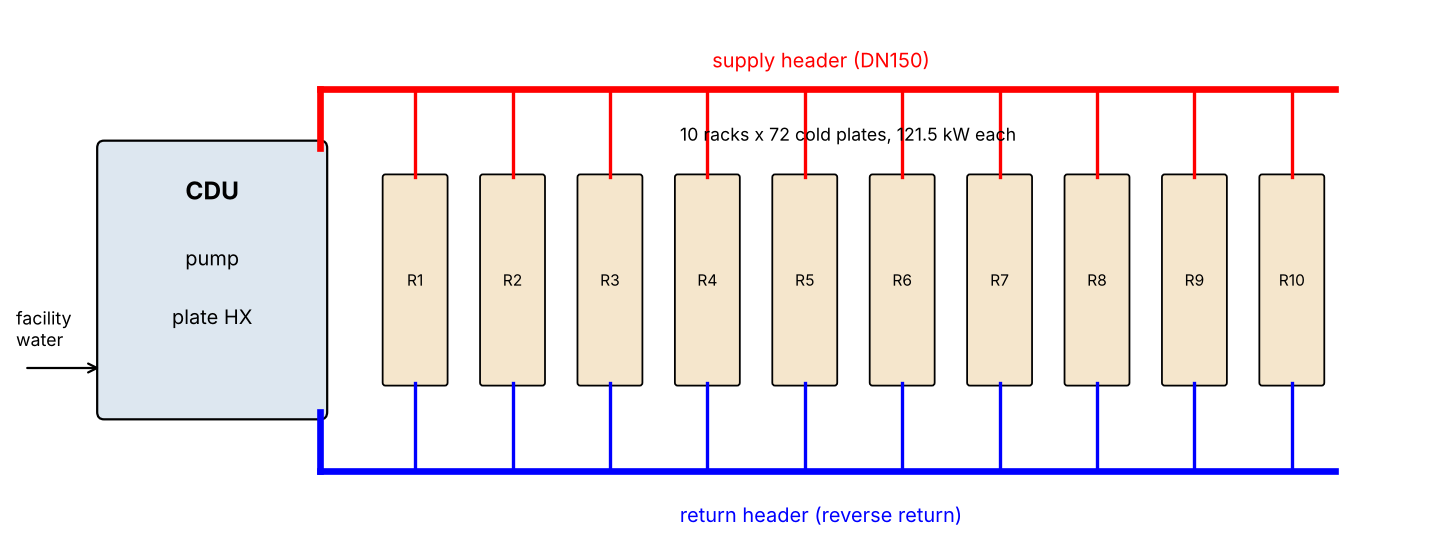 supply header (DN150)
10 racks x 72 cold plates, 121.5 kW each
CDU
pump
plate HX
facility
water
R1
R2
R3
R4
R5
R6
R7
R8
R9
R10
return header (reverse return)